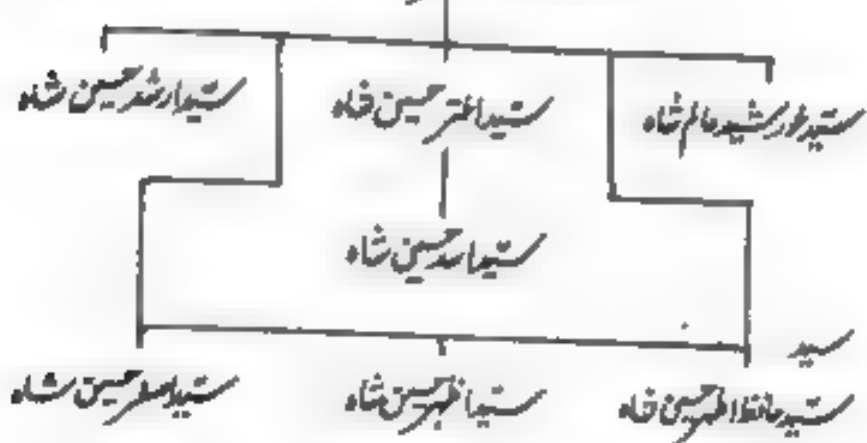 سید خورشید عالم شاہ سید اختر حسین شاہ سید ارشد حسین شاہ
سید اسد حسین شاہ
سید
سید حافظ اظہر حسین شاہ سید اظہر حسین شاہ سید اصغر حسین شاہ